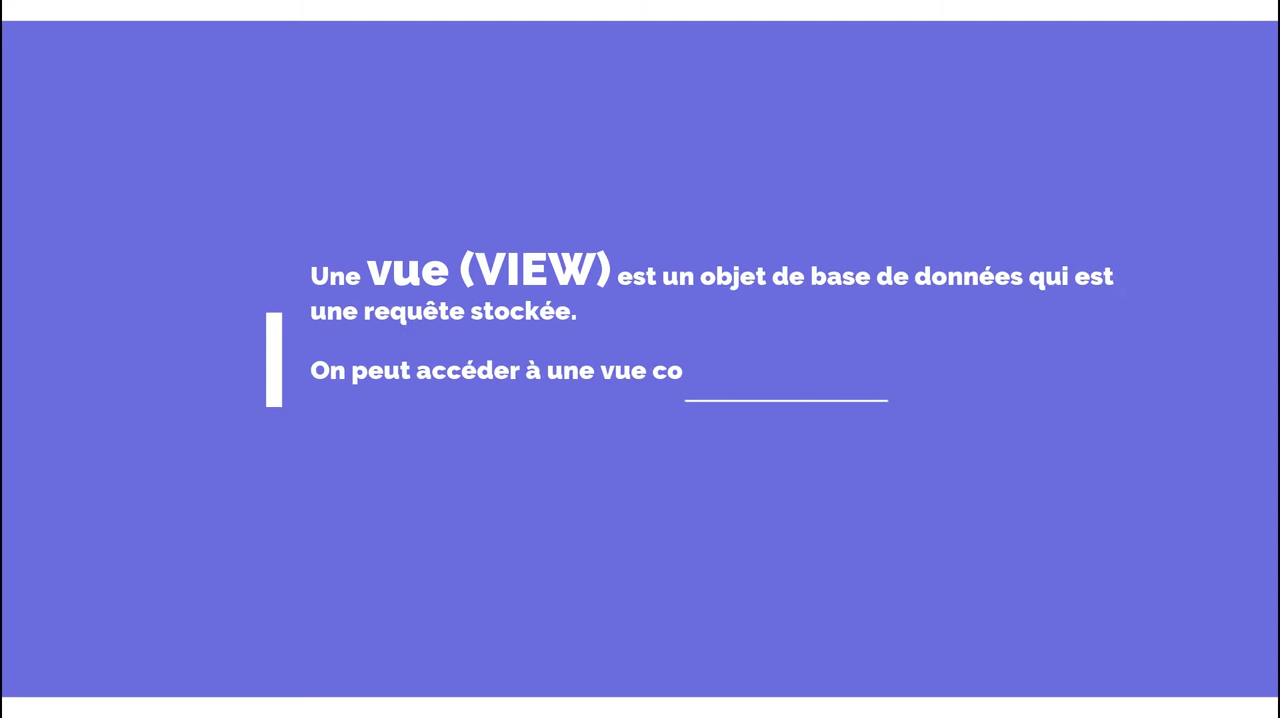 Une vue (VIEW) est un objet de base de données qui est
une requête stockée.
On peut accéder à une vue co